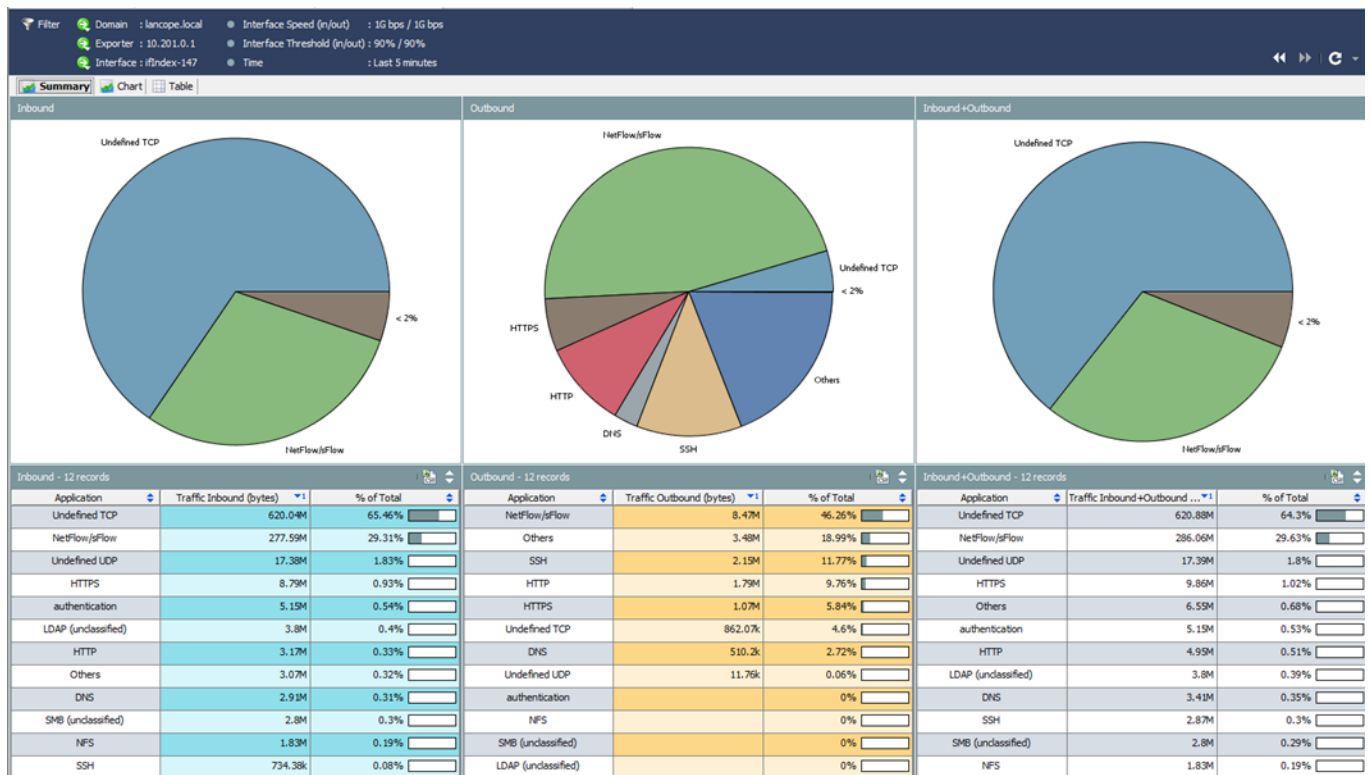 Filter Domain : lancope.local Interface Speed (in/out) : 1G bps / 1G bps
Exporter : 10.201.0.1 Interface Threshold (in/out) : 90% / 90%
Interface : ifIndex-147 Time : Last 5 minutes
Summary Chart Table
Inbound Outbound Inbound+Outbound
Undefined TCP
< 2%
NetFlow/sFlow
NetFlow/sFlow
Undefined TCP
< 2%
HTTPS
Others
HTTP
DNS
SSH
Undefined TCP
< 2%
NetFlow/sFlow
Inbound - 12 records
Application Traffic Inbound (bytes) 1 % of Total
Undefined TCP 620.04M 65.46%
NetFlow/sFlow 277.59M 29.31%
Undefined UDP 17.38M 1.83%
HTTPS 8.79M 0.93%
authentication 5.15M 0.54%
LDAP (unclassified) 3.8M 0.4%
HTTP 3.17M 0.33%
Others 3.07M 0.32%
DNS 2.91M 0.31%
SMB (unclassified) 2.8M 0.3%
NFS 1.83M 0.19%
SSH 734.38k 0.08%
Outbound - 12 records
Application Traffic Outbound (bytes) 1 % of Total
NetFlow/sFlow 8.47M 46.26%
Others 3.48M 18.99%
SSH 2.15M 11.77%
HTTP 1.79M 9.76%
HTTPS 1.07M 5.84%
Undefined TCP 862.07k 4.6%
DNS 510.2k 2.72%
Undefined UDP 11.76k 0.06%
authentication 0%
NFS 0%
SMB (unclassified) 0%
LDAP (unclassified) 0%
Inbound+Outbound - 12 records
Application Traffic Inbound+Outbound ... 1 % of Total
Undefined TCP 620.88M 64.3%
NetFlow/sFlow 286.06M 29.63%
Undefined UDP 17.39M 1.8%
HTTPS 9.86M 1.02%
Others 6.55M 0.68%
authentication 5.15M 0.53%
HTTP 4.95M 0.51%
LDAP (unclassified) 3.8M 0.39%
DNS 3.41M 0.35%
SSH 2.87M 0.3%
SMB (unclassified) 2.8M 0.29%
NFS 1.83M 0.19%